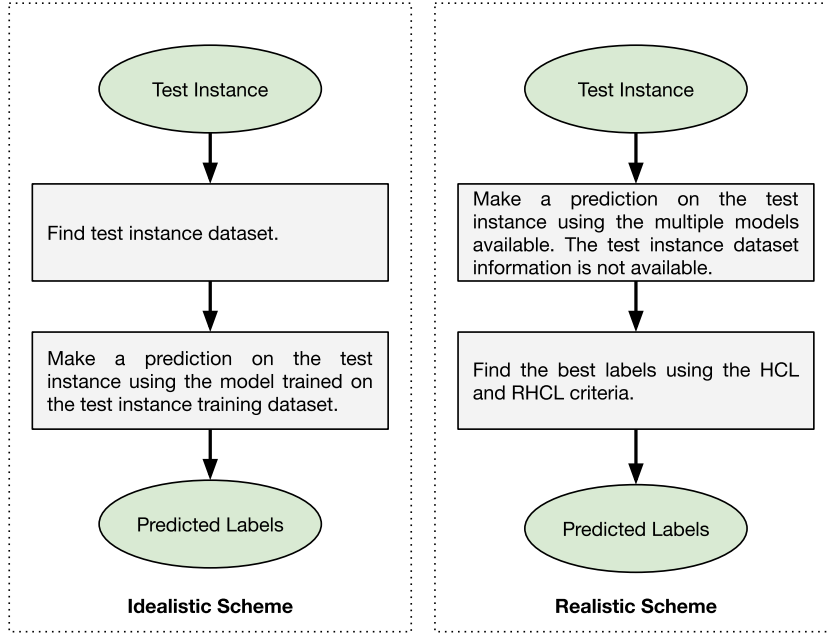 Test Instance
Find test instance dataset.
Make a prediction on the test
instance using the model trained on
the test instance training dataset.
Predicted Labels
Idealistic Scheme
Test Instance
Make a prediction on the test
instance using the multiple models
available. The test instance dataset
information is not available.
Find the best labels using the HCL
and RHCL criteria.
Predicted Labels
Realistic Scheme